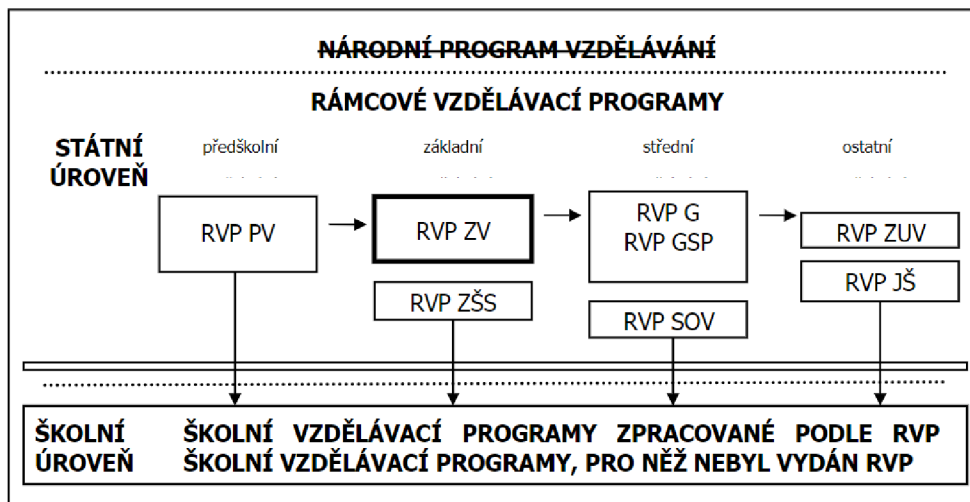 NÁRODNÍ PROGRAM VZDĚLÁVÁNÍ
RÁMCOVÉ VZDĚLÁVACÍ PROGRAMY
STÁTNÍ
ÚROVEŇ
předškolní
základní
střední
ostatní
RVP PV
RVP ZV
RVP G
RVP GSP
RVP ZUV
RVP ZŠS
RVP JŠ
RVP SOV
ŠKOLNÍ ŠKOLNÍ VZDĚLÁVACÍ PROGRAMY ZPRACOVANÉ PODLE RVP
ÚROVEŇ ŠKOLNÍ VZDĚLÁVACÍ PROGRAMY, PRO NĚŽ NEBYL VYDÁN RVP